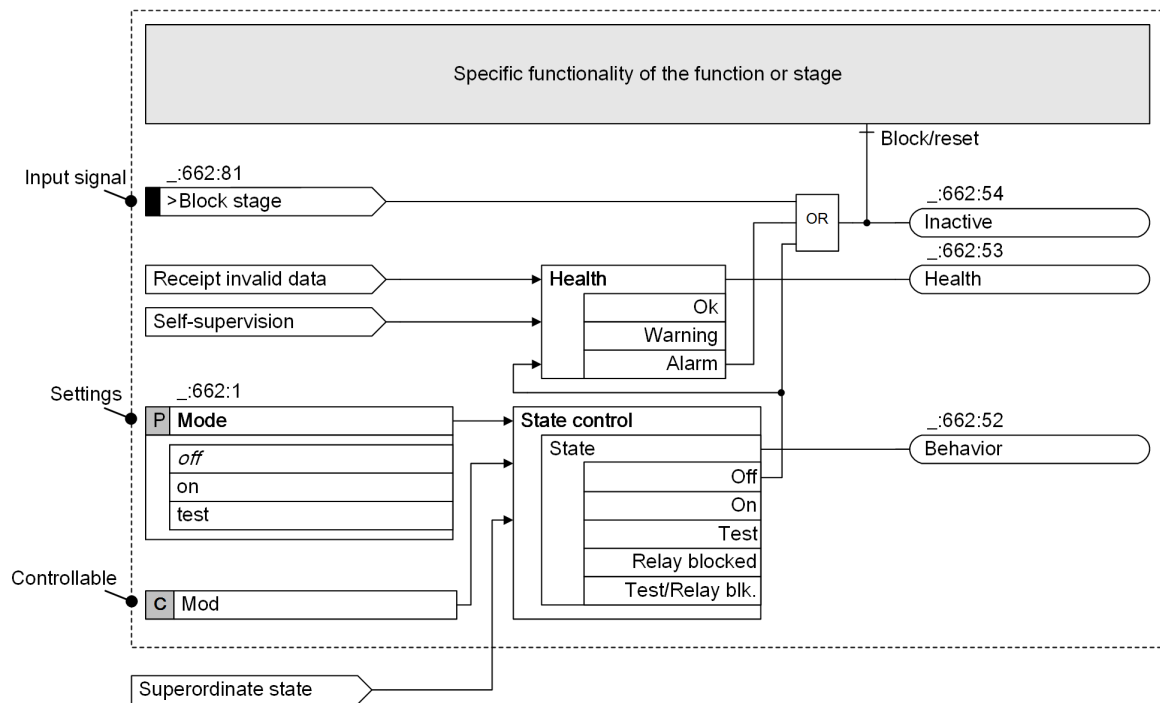 Specific functionality of the function or stage
Block/reset
Input signal
_:662:81
>Block stage
OR
_:662:54
Inactive
_:662:53
Health
Receipt invalid data
Self-supervision
Health
Ok
Warning
Alarm
Settings
_:662:1
P Mode
off
on
test
State control
State
Off
On
Test
Relay blocked
Test/Relay blk.
_:662:52
Behavior
Controllable
C Mod
Superordinate state